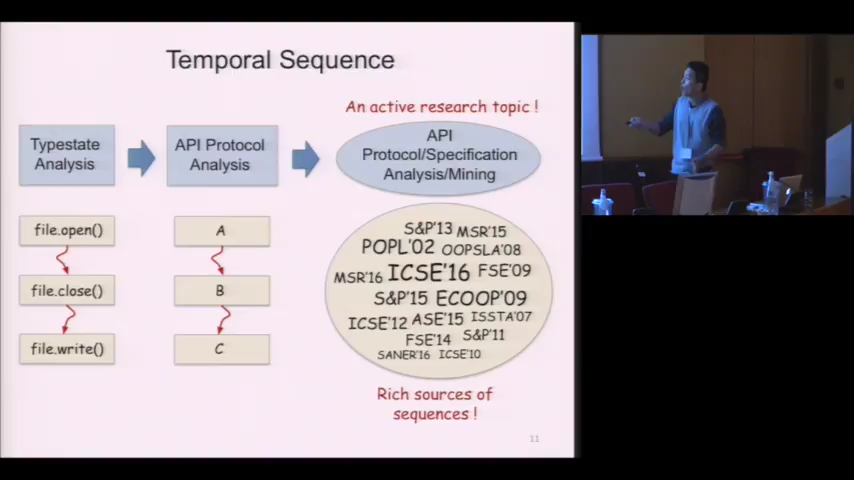 Temporal Sequence
An active research topic !
Typestate
Analysis
API Protocol
Analysis
API
Protocol/Specification
Analysis/Mining
file.open()
file.close()
file.write()
A
B
C
S&P'13 MSR'15
POPL'02 OOPSLA'08
MSR'16 ICSE'16 FSE'09
S&P'15 ECOOP'09
ICSE'12 ASE'15 ISSTA'07
FSE'14 S&P'11
SANER'16 ICSE'10
Rich sources of
sequences !
11